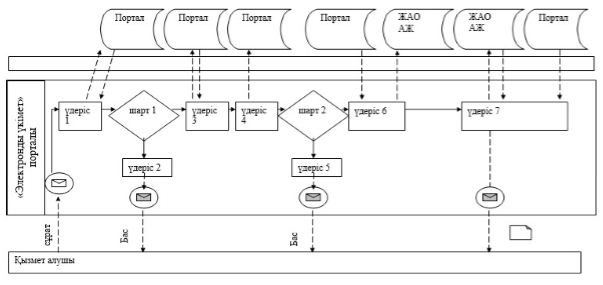 Портал
Портал
Портал
Портал
ЖАО
АЖ
ЖАО
АЖ
Портал
«Электронды үкімет»
порталы
үдеріс
1
шарт 1
үдеріс
3
үдеріс
4
шарт 2
үдеріс 6
үдеріс 7
үдеріс 2
үдеріс 5
сұрат
Бас
Бас
Қызмет алушы